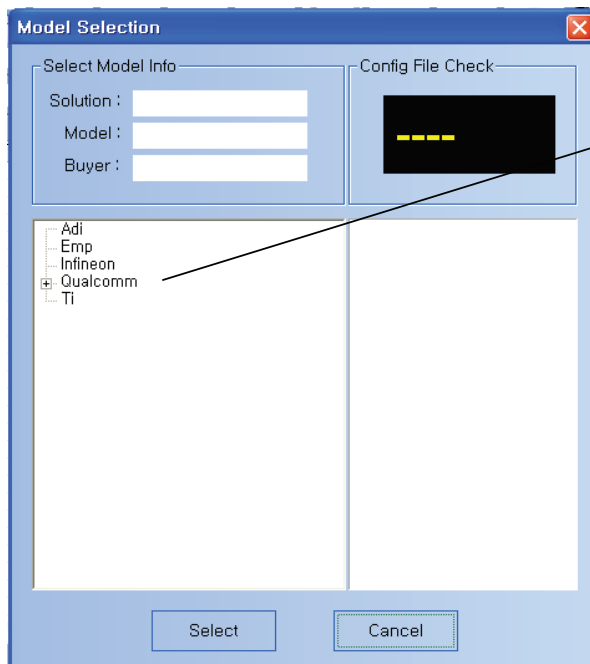 Model Selection
Select Model Info
Solution :
Model :
Buyer :
Config File Check
----
Adi
Emp
Infineon
Qualcomm
Ti
Select
Cancel